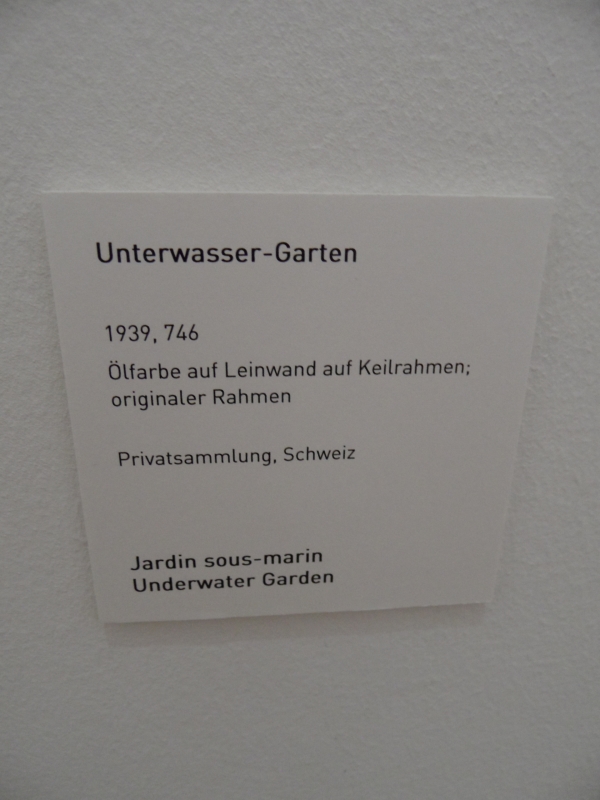 Unterwasser-Garten
1939, 746
Ölfarbe auf Leinwand auf Keilrahmen;
originaler Rahmen
Privatsammlung, Schweiz
Jardin sous-marin
Underwater Garden